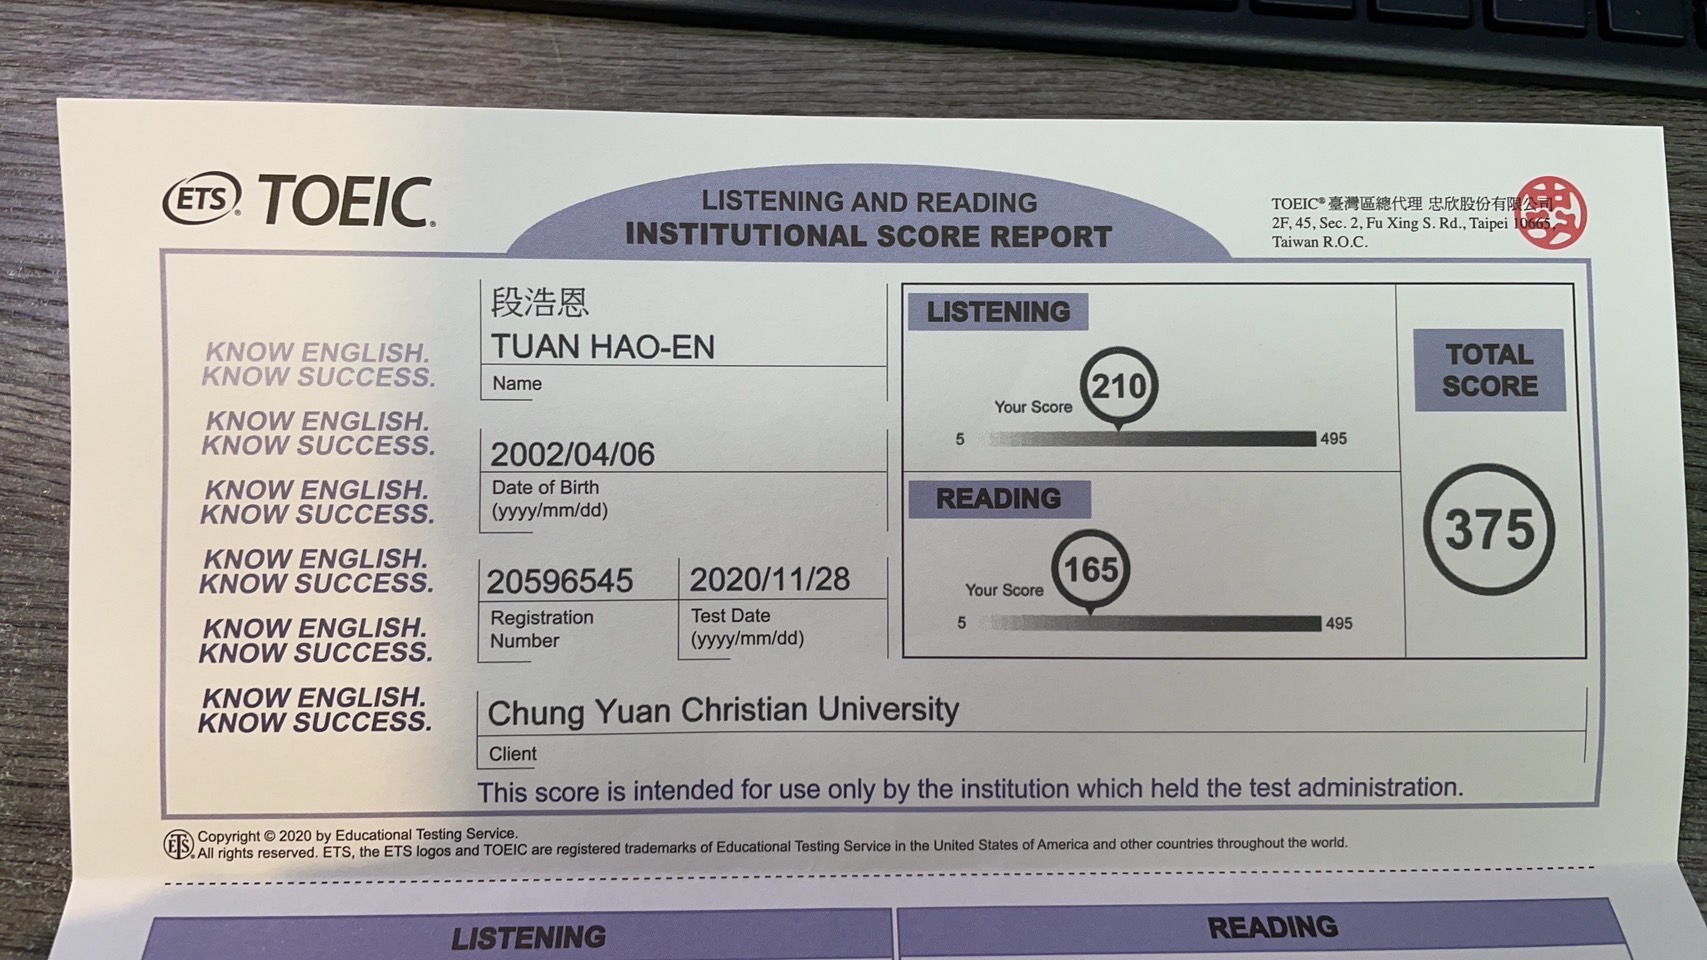 ETS® TOEIC®
LISTENING AND READING
INSTITUTIONAL SCORE REPORT
TOEIC® 臺灣區總代理 忠欣股份有限公司
2F, 45, Sec. 2, Fu Xing S. Rd., Taipei 10665,
Taiwan R.O.C.
KNOW ENGLISH.
KNOW SUCCESS.
KNOW ENGLISH.
KNOW SUCCESS.
KNOW ENGLISH.
KNOW SUCCESS.
KNOW ENGLISH.
KNOW SUCCESS.
KNOW ENGLISH.
KNOW SUCCESS.
KNOW ENGLISH.
KNOW SUCCESS.
段浩恩
TUAN HAO-EN
Name
2002/04/06
Date of Birth
(yyyy/mm/dd)
20596545
Registration
Number
2020/11/28
Test Date
(yyyy/mm/dd)
LISTENING
210
Your Score
5 495
READING
165
Your Score
5 495
TOTAL
SCORE
375
Chung Yuan Christian University
Client
This score is intended for use only by the institution which held the test administration.
ETS® Copyright © 2020 by Educational Testing Service.
All rights reserved. ETS, the ETS logos and TOEIC are registered trademarks of Educational Testing Service in the United States of America and other countries throughout the world.
LISTENING
READING